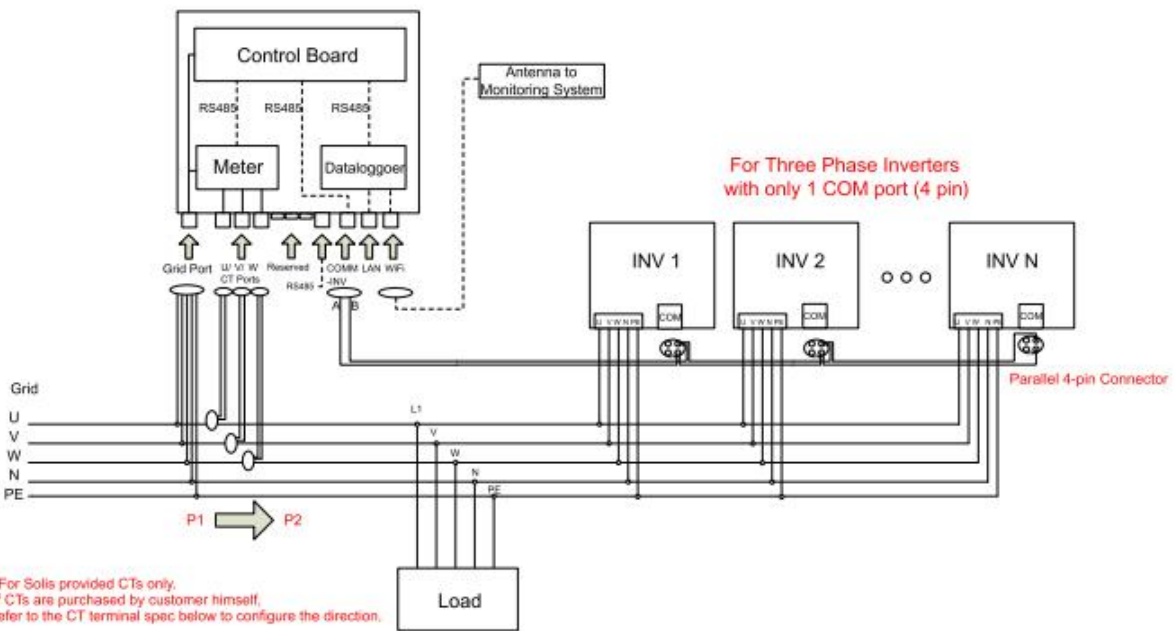 Control Board
Antenna to
Monitoring System
RS485
RS485
RS485
Meter
Dataloggoer
For Three Phase Inverters
with only 1 COM port (4 pin)
INV 1
INV 2
INV N
Grid Port
U/ V/ W
CT Ports
Reserved
RS485
COMM
-INV
LAN
WiFi
A B
COM
COM
COM
U V W N PE
U V W N PE
U V W N PE
Parallel 4-pin Connector
Grid
U
V
W
N
PE
L1
V
W
N
PE
P1
P2
Load
For Solis provided CTs only.
CTs are purchased by customer himself,
efer to the CT terminal spec below to configure the direction.